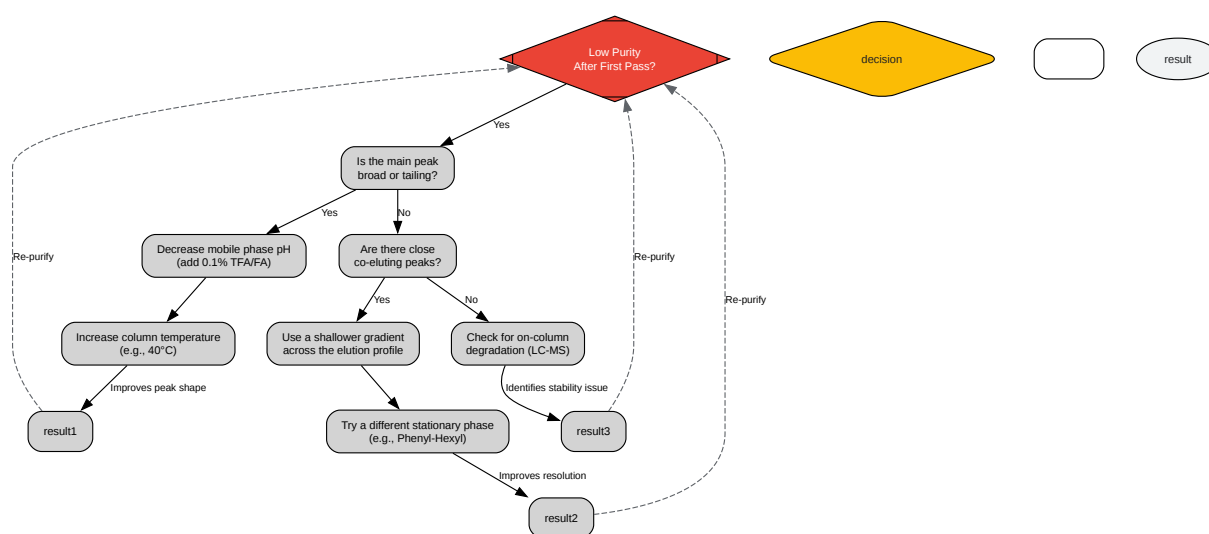 Low Purity
After First Pass?
decision
result
Yes
Is the main peak
broad or tailing?
Yes
No
Decrease mobile phase pH
(add 0.1% TFA/FA)
Are there close
co-eluting peaks?
Re-purify
Re-purify
Yes
No
Re-purify
Increase column temperature
(e.g., 40°C)
Use a shallower gradient
across the elution profile
Check for on-column
degradation (LC-MS)
Improves peak shape
Identifies stability issue
result1
Try a different stationary phase
(e.g., Phenyl-Hexyl)
result3
Improves resolution
result2